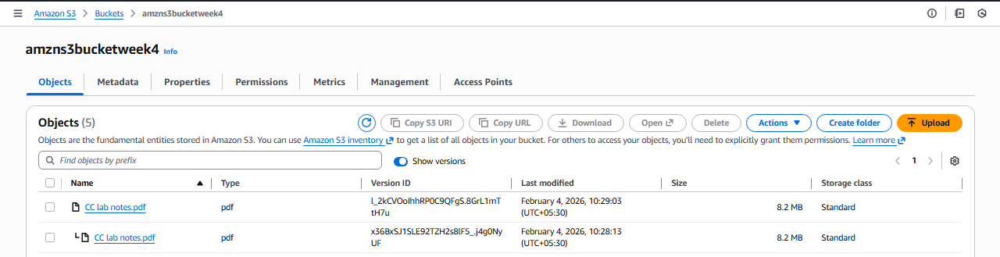 Amazon S3 > Buckets > amzns3bucketweek4
amzns3bucketweek4 Info
Objects Metadata Properties Permissions Metrics Management Access Points
Objects (5) Copy S3 URI Copy URL Download Open Delete Actions Create folder Upload
Objects are the fundamental entities stored in Amazon S3. You can use Amazon S3 inventory to get a list of all objects in your bucket. For others to access your objects, you'll need to explicitly grant them permissions. Learn more
Find objects by prefix Show versions 1
Name Type Version ID Last modified Size Storage class
CC lab notes.pdf pdf l_2kCVOoIhhRP0C9QFgS.8GrL1mT February 4, 2026, 10:29:03 8.2 MB Standard
tH7u (UTC+05:30)
CC lab notes.pdf pdf x36BxSJ1SLE92TZH2s8lF5_.j4g0Ny February 4, 2026, 10:28:13 8.2 MB Standard
UF (UTC+05:30)